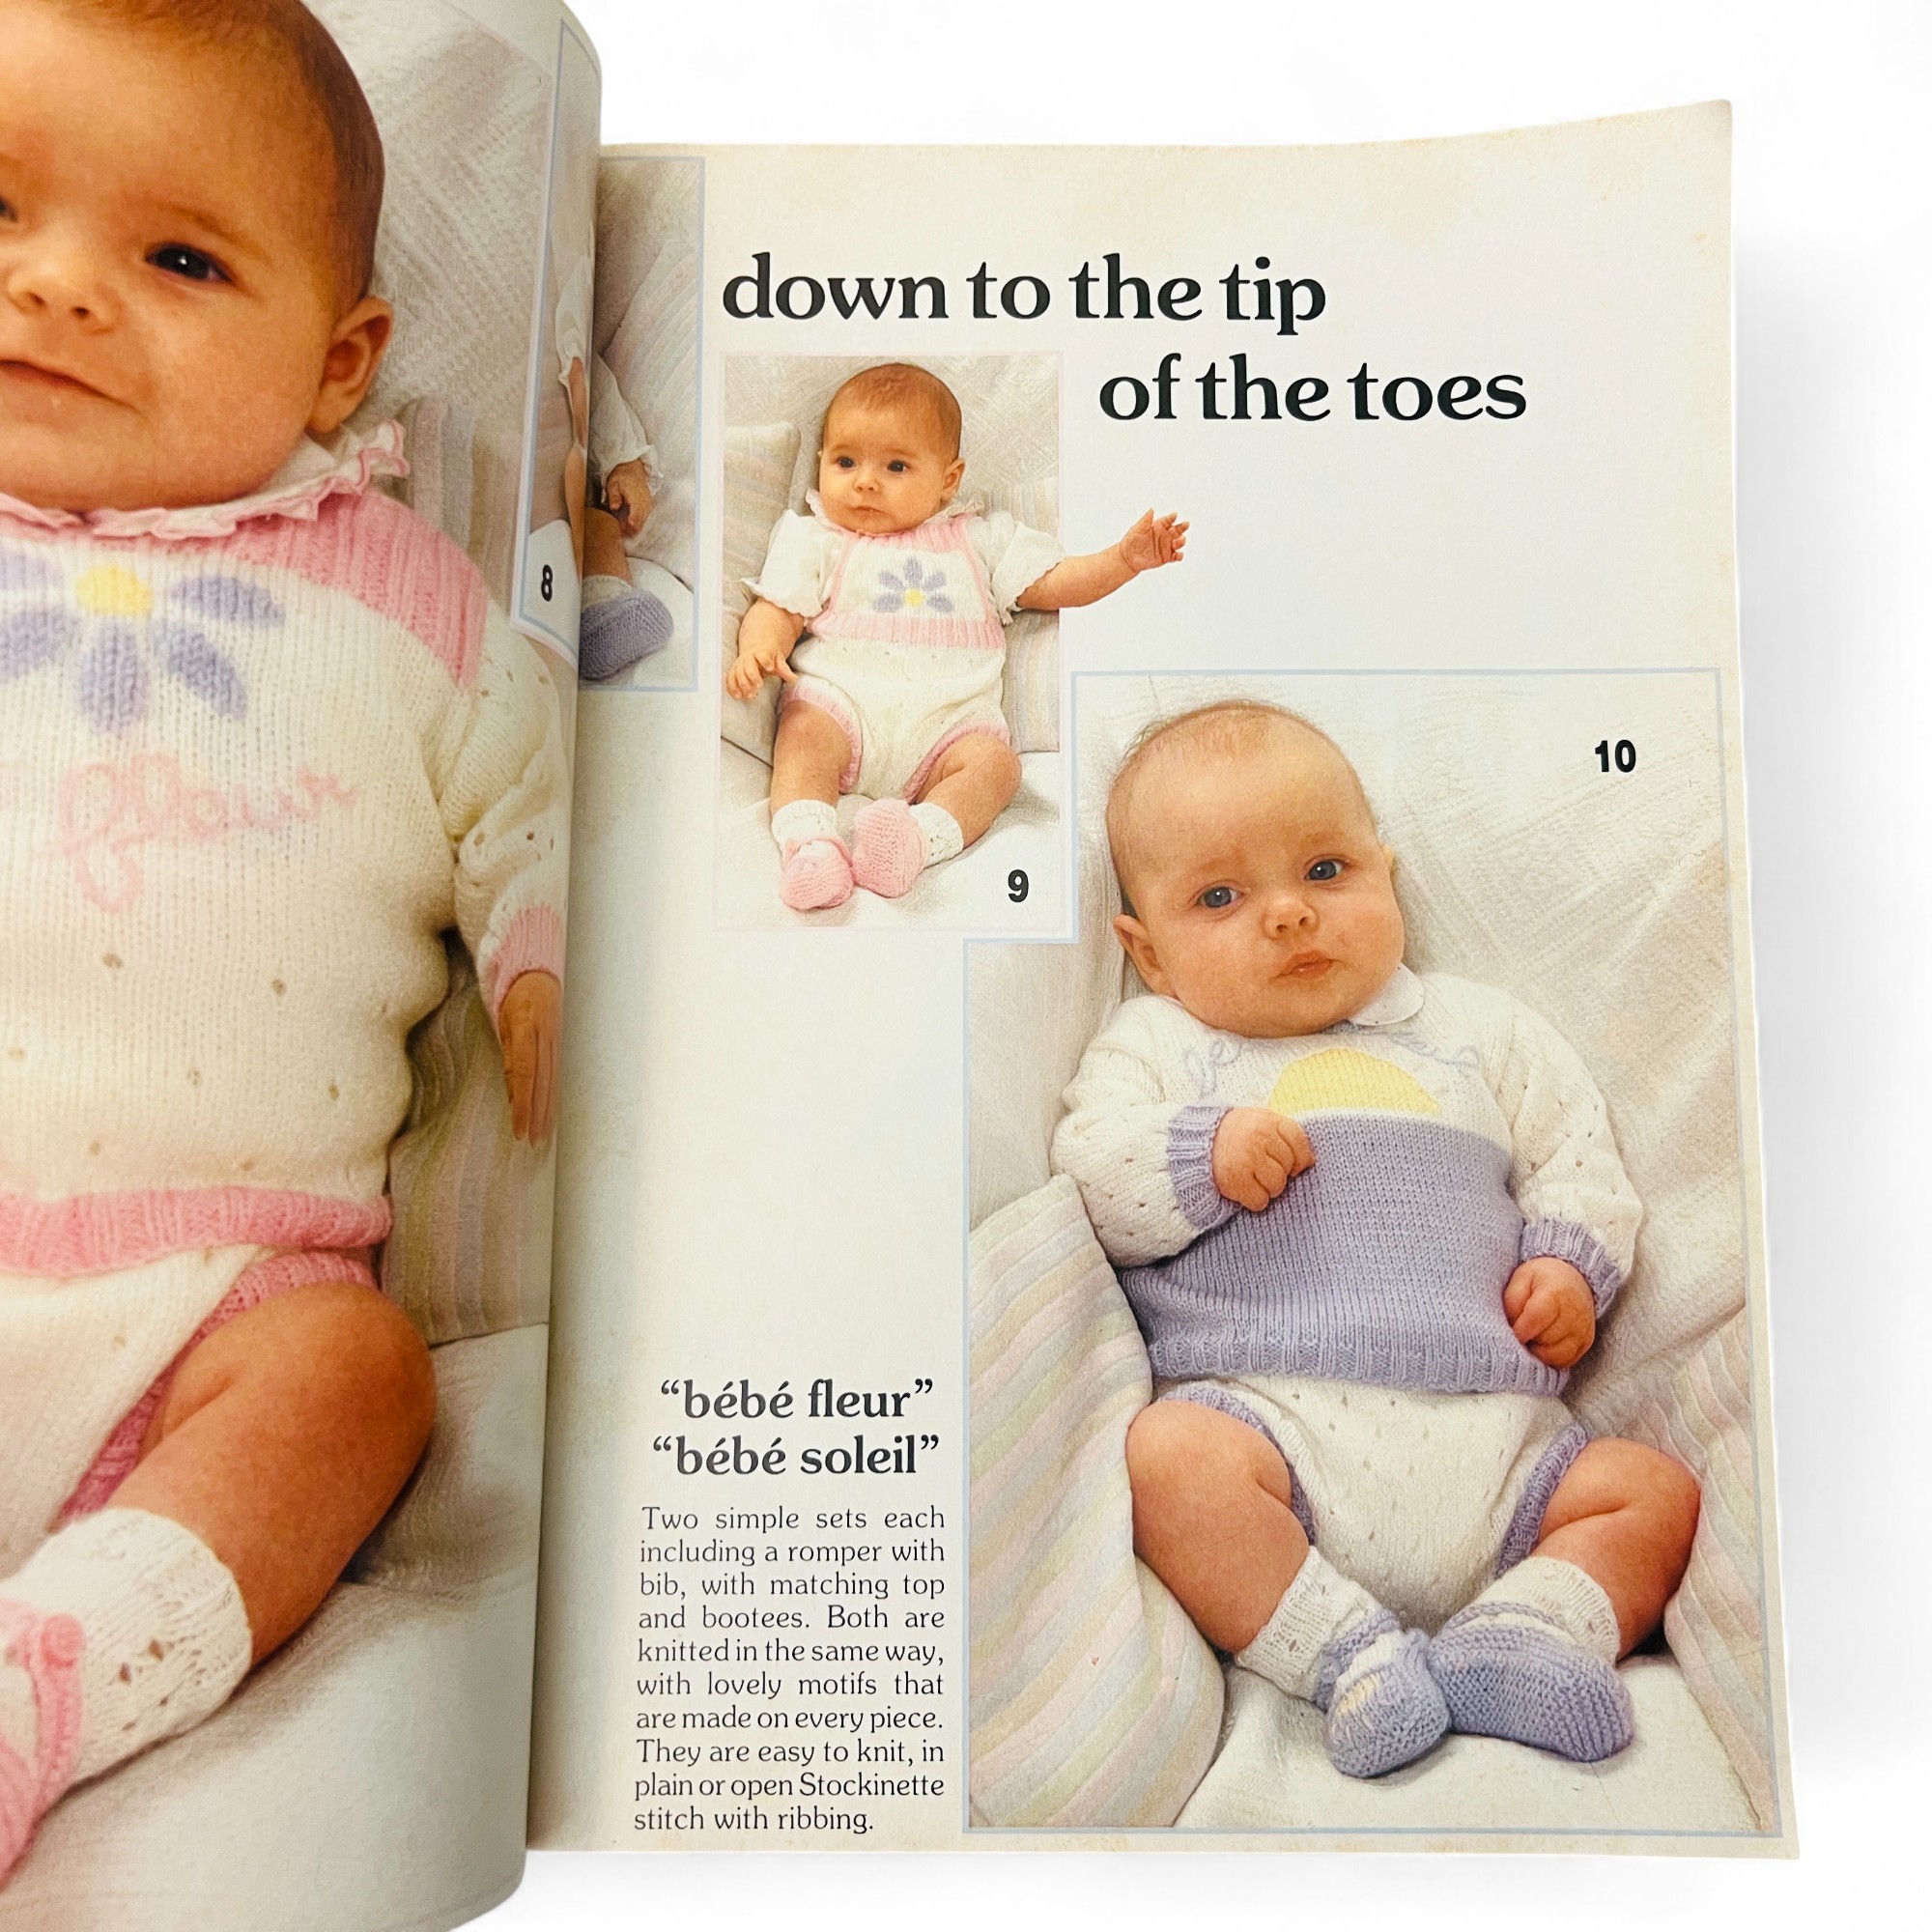 8
down to the tip
of the toes
9
10
fleur
"bébé fleur"
"bébé soleil"
Two simple sets each
including a romper with
bib, with matching top
and bootees. Both are
knitted in the same way,
with lovely motifs that
are made on every piece.
They are easy to knit, in
plain or open Stockinette
stitch with ribbing.